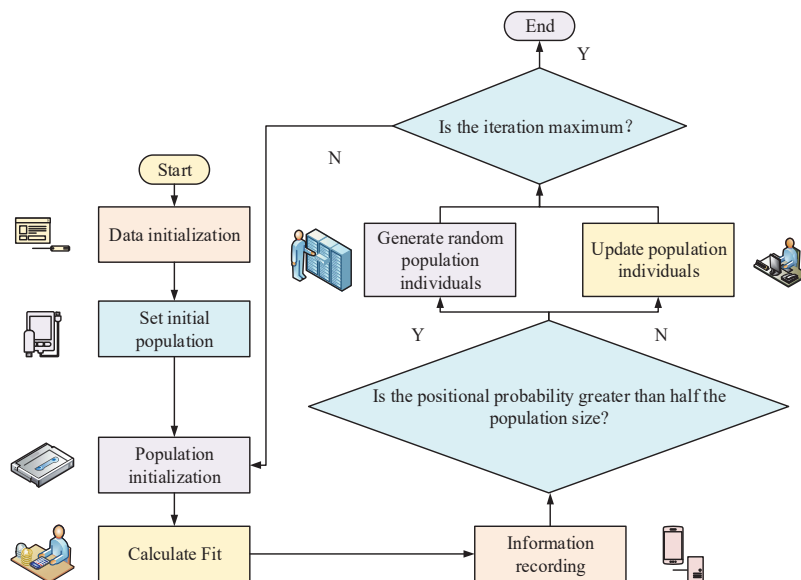 End
Y
Is the iteration maximum?
N
Start
Data initialization
Generate random
population
individuals
Update population
individuals
Set initial
population
Y
N
Is the positional probability greater than half the
population size?
Population
initialization
Calculate Fit
Information
recording